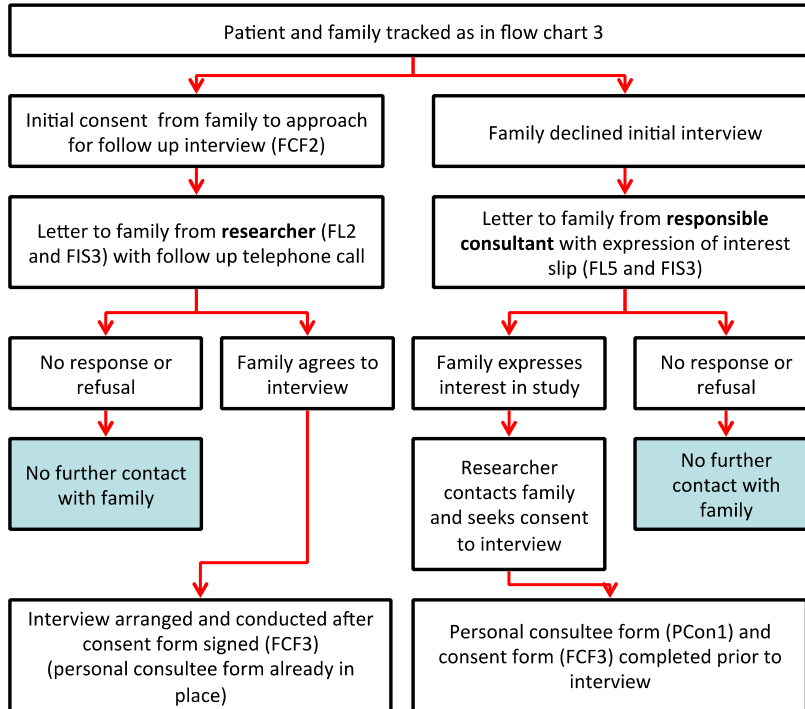 Patient and family tracked as in flow chart 3
Initial consent from family to approach
for follow up interview (FCF2)
Family declined initial interview
Letter to family from researcher (FL2
and FIS3) with follow up telephone call
Letter to family from responsible
consultant with expression of interest
slip (FL5 and FIS3)
No response or
refusal
Family agrees to
interview
Family expresses
interest in study
No response or
refusal
No further contact
with family
Researcher
contacts family
and seeks consent
to interview
No further
contact with
family
Interview arranged and conducted after
consent form signed (FCF3)
(personal consultee form already in
place)
Personal consultee form (PCon1) and
consent form (FCF3) completed prior to
interview